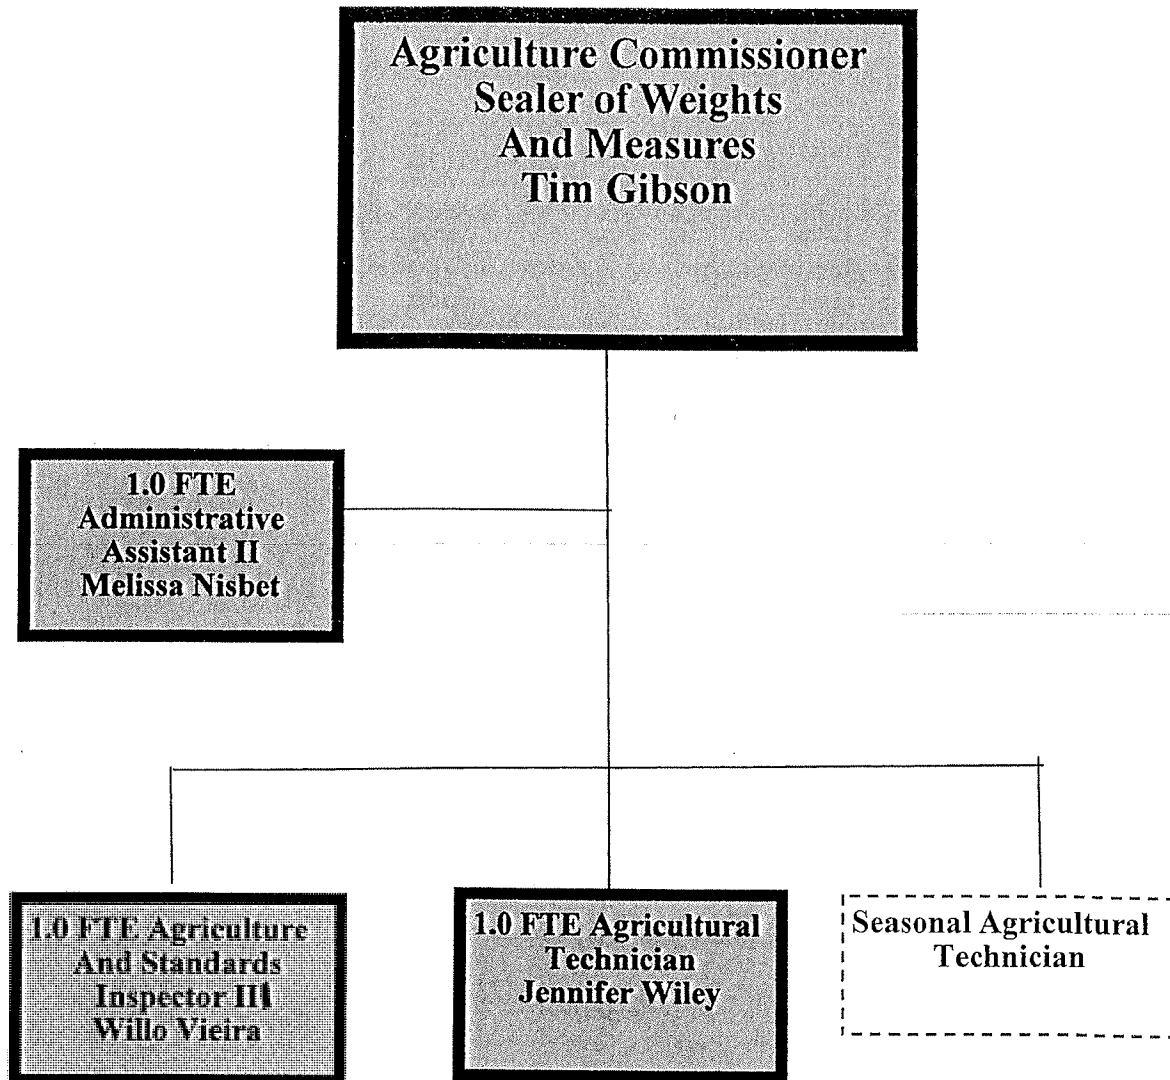 Agriculture Commissioner
Sealer of Weights
And Measures
Tim Gibson
1.0 FTE
Administrative
Assistant II
Melissa Nisbet
1.0 FTE Agriculture
And Standards
Inspector III
Willo Vieira
1.0 FTE Agricultural
Technician
Jennifer Wiley
Seasonal Agricultural
Technician